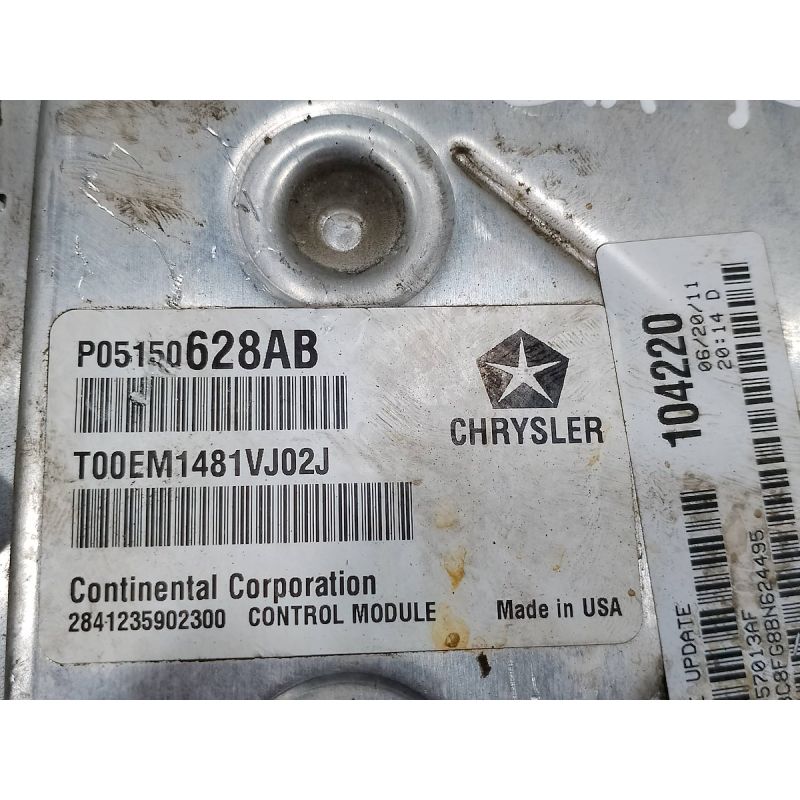 P05150628AB
T00EM1481VJ02J
CHRYSLER
Continental Corporation
2841235902300 CONTROL MODULE
Made in USA
104220
06/20/11
20:14 D
UPDATE
57013AF
C8FG8BN624495